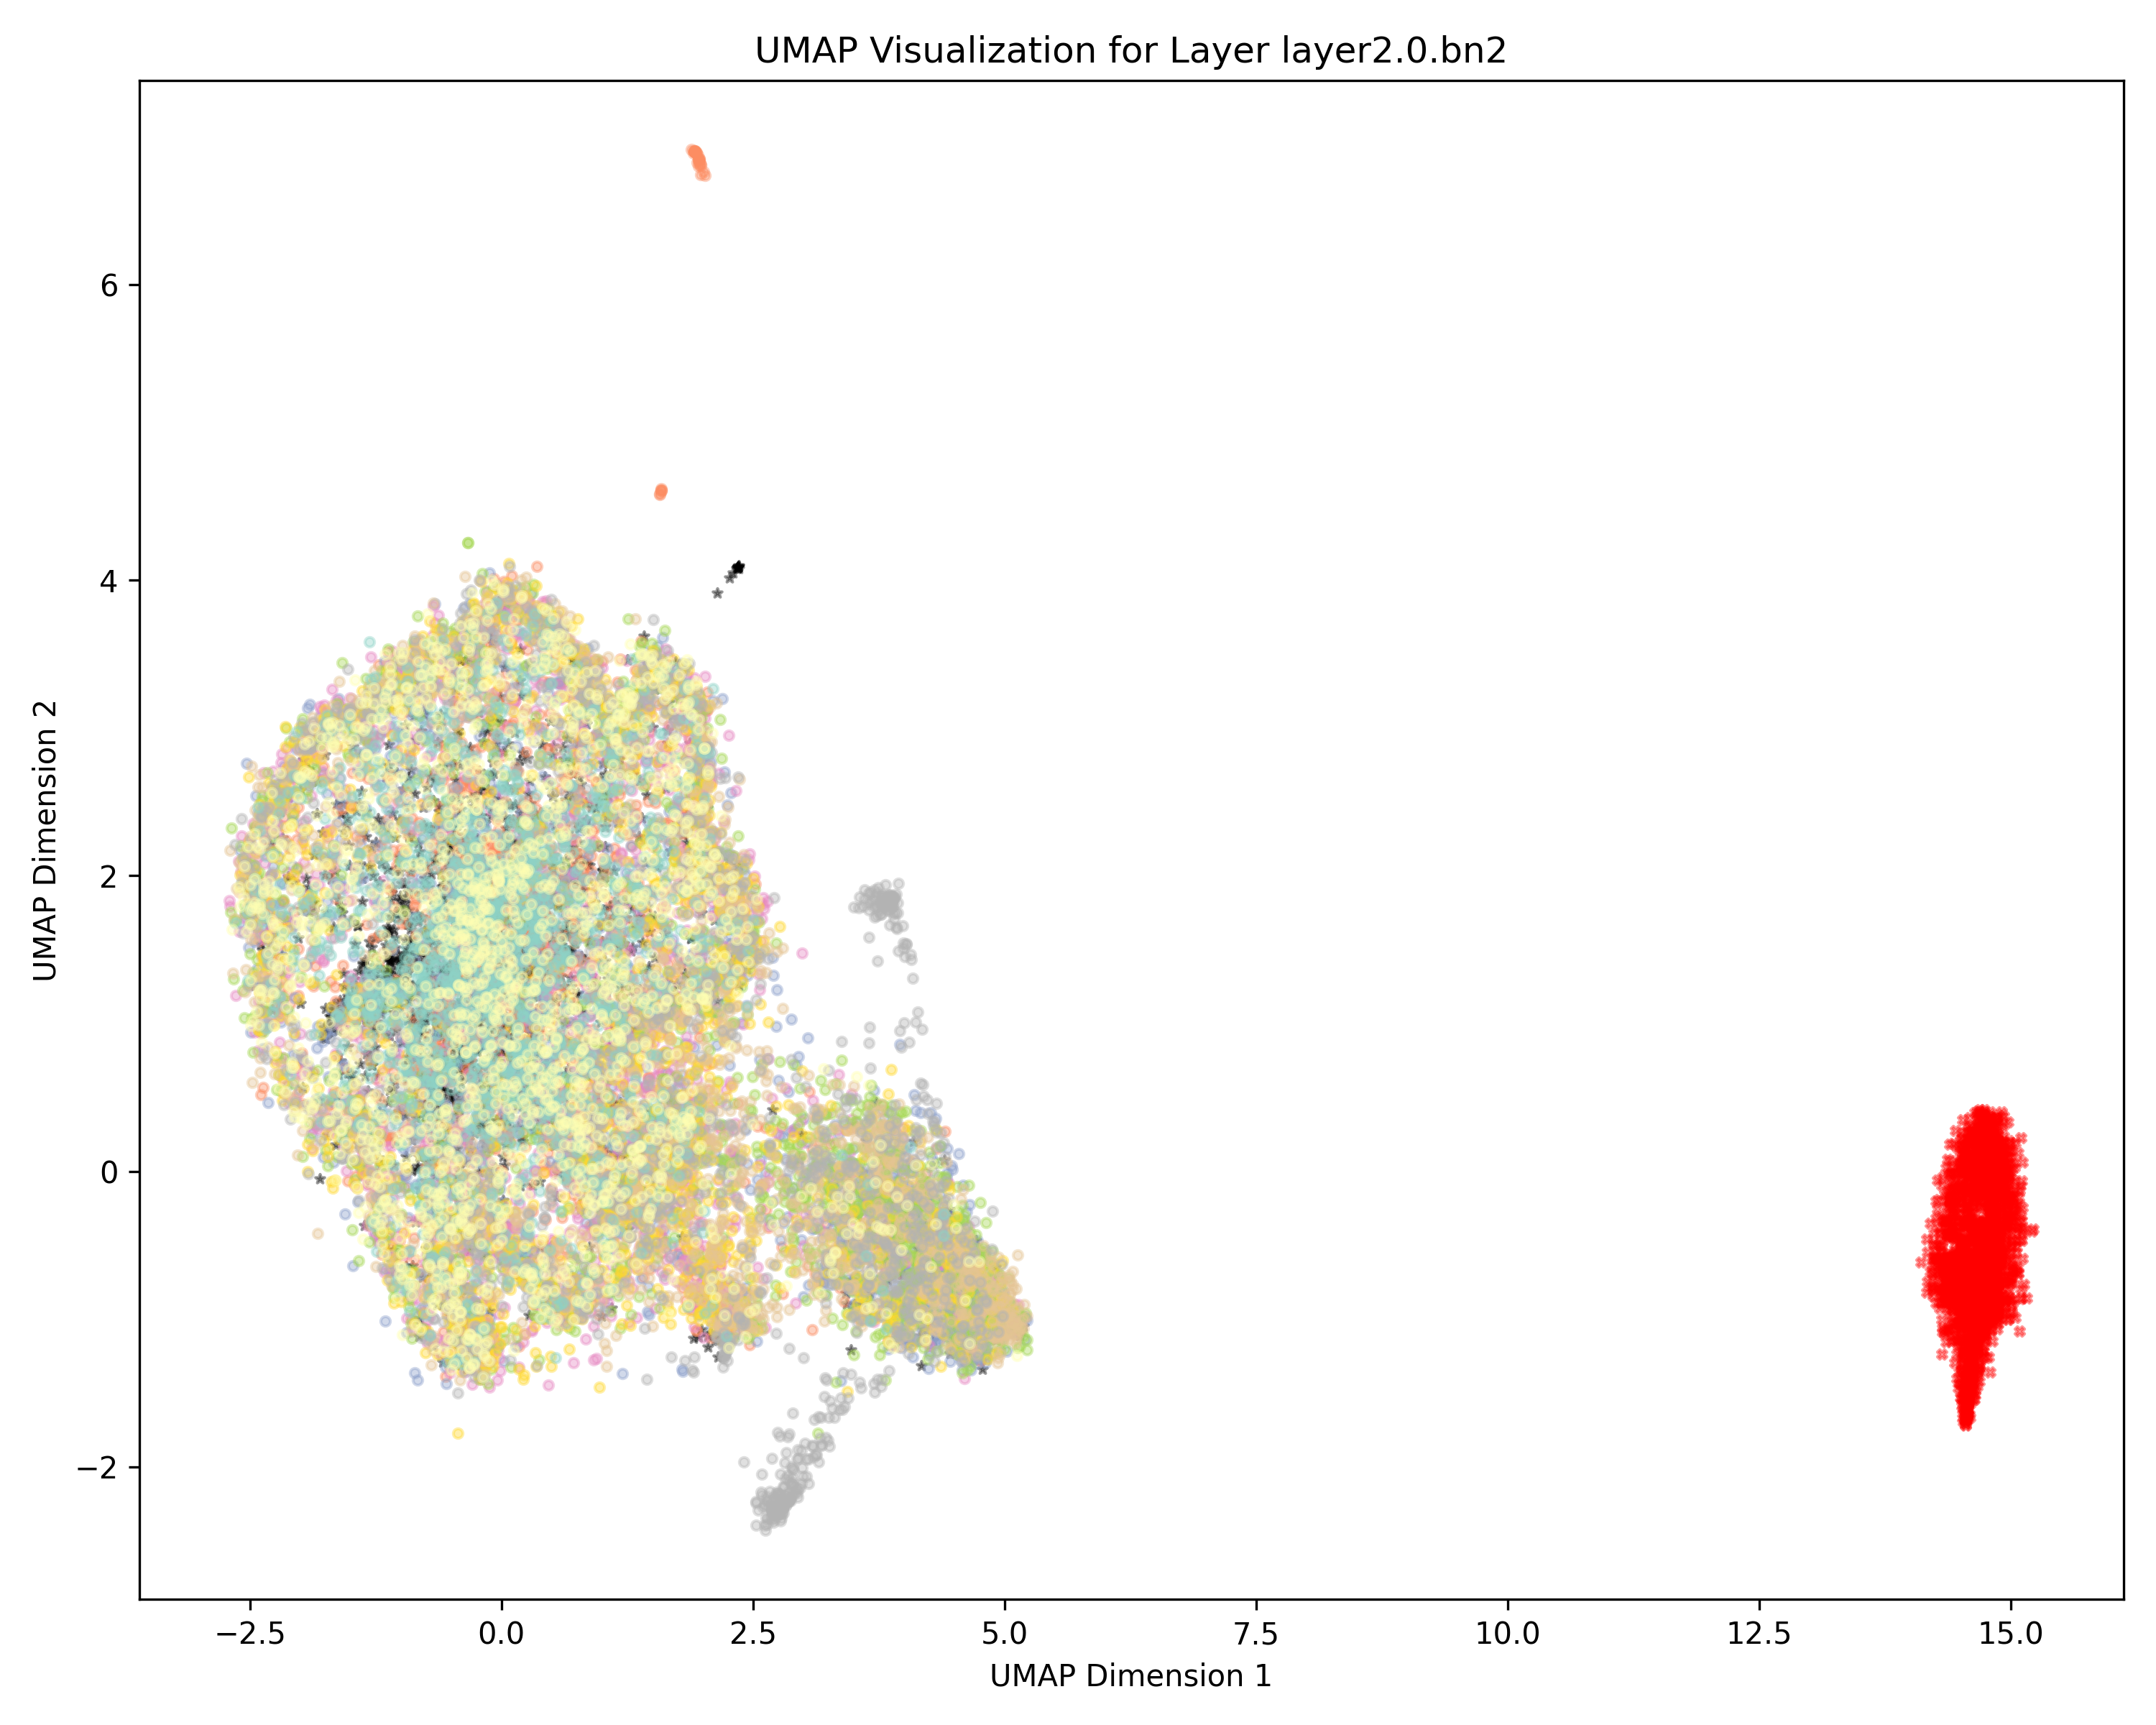 UMAP Visualization for Layer layer2.0.bn2
UMAP Dimension 2
6
4
2
0
−2
−2.5 0.0 2.5 5.0 7.5 10.0 12.5 15.0
UMAP Dimension 1